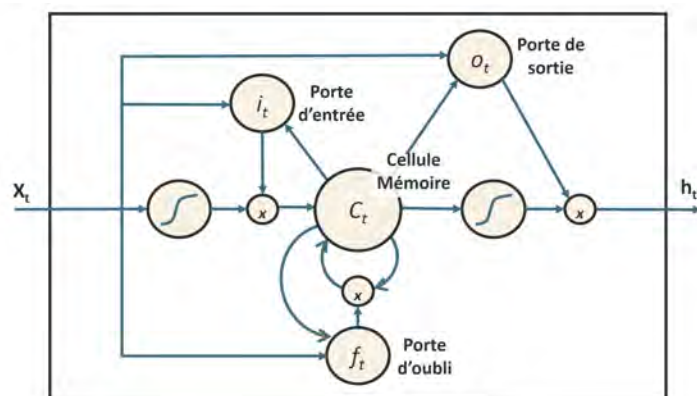 Porte de
sortie
o_t
Porte
d'entrée
i_t
Cellule
Mémoire
X_t
x
C_t
x
h_t
x
f_t
Porte
d'oubli